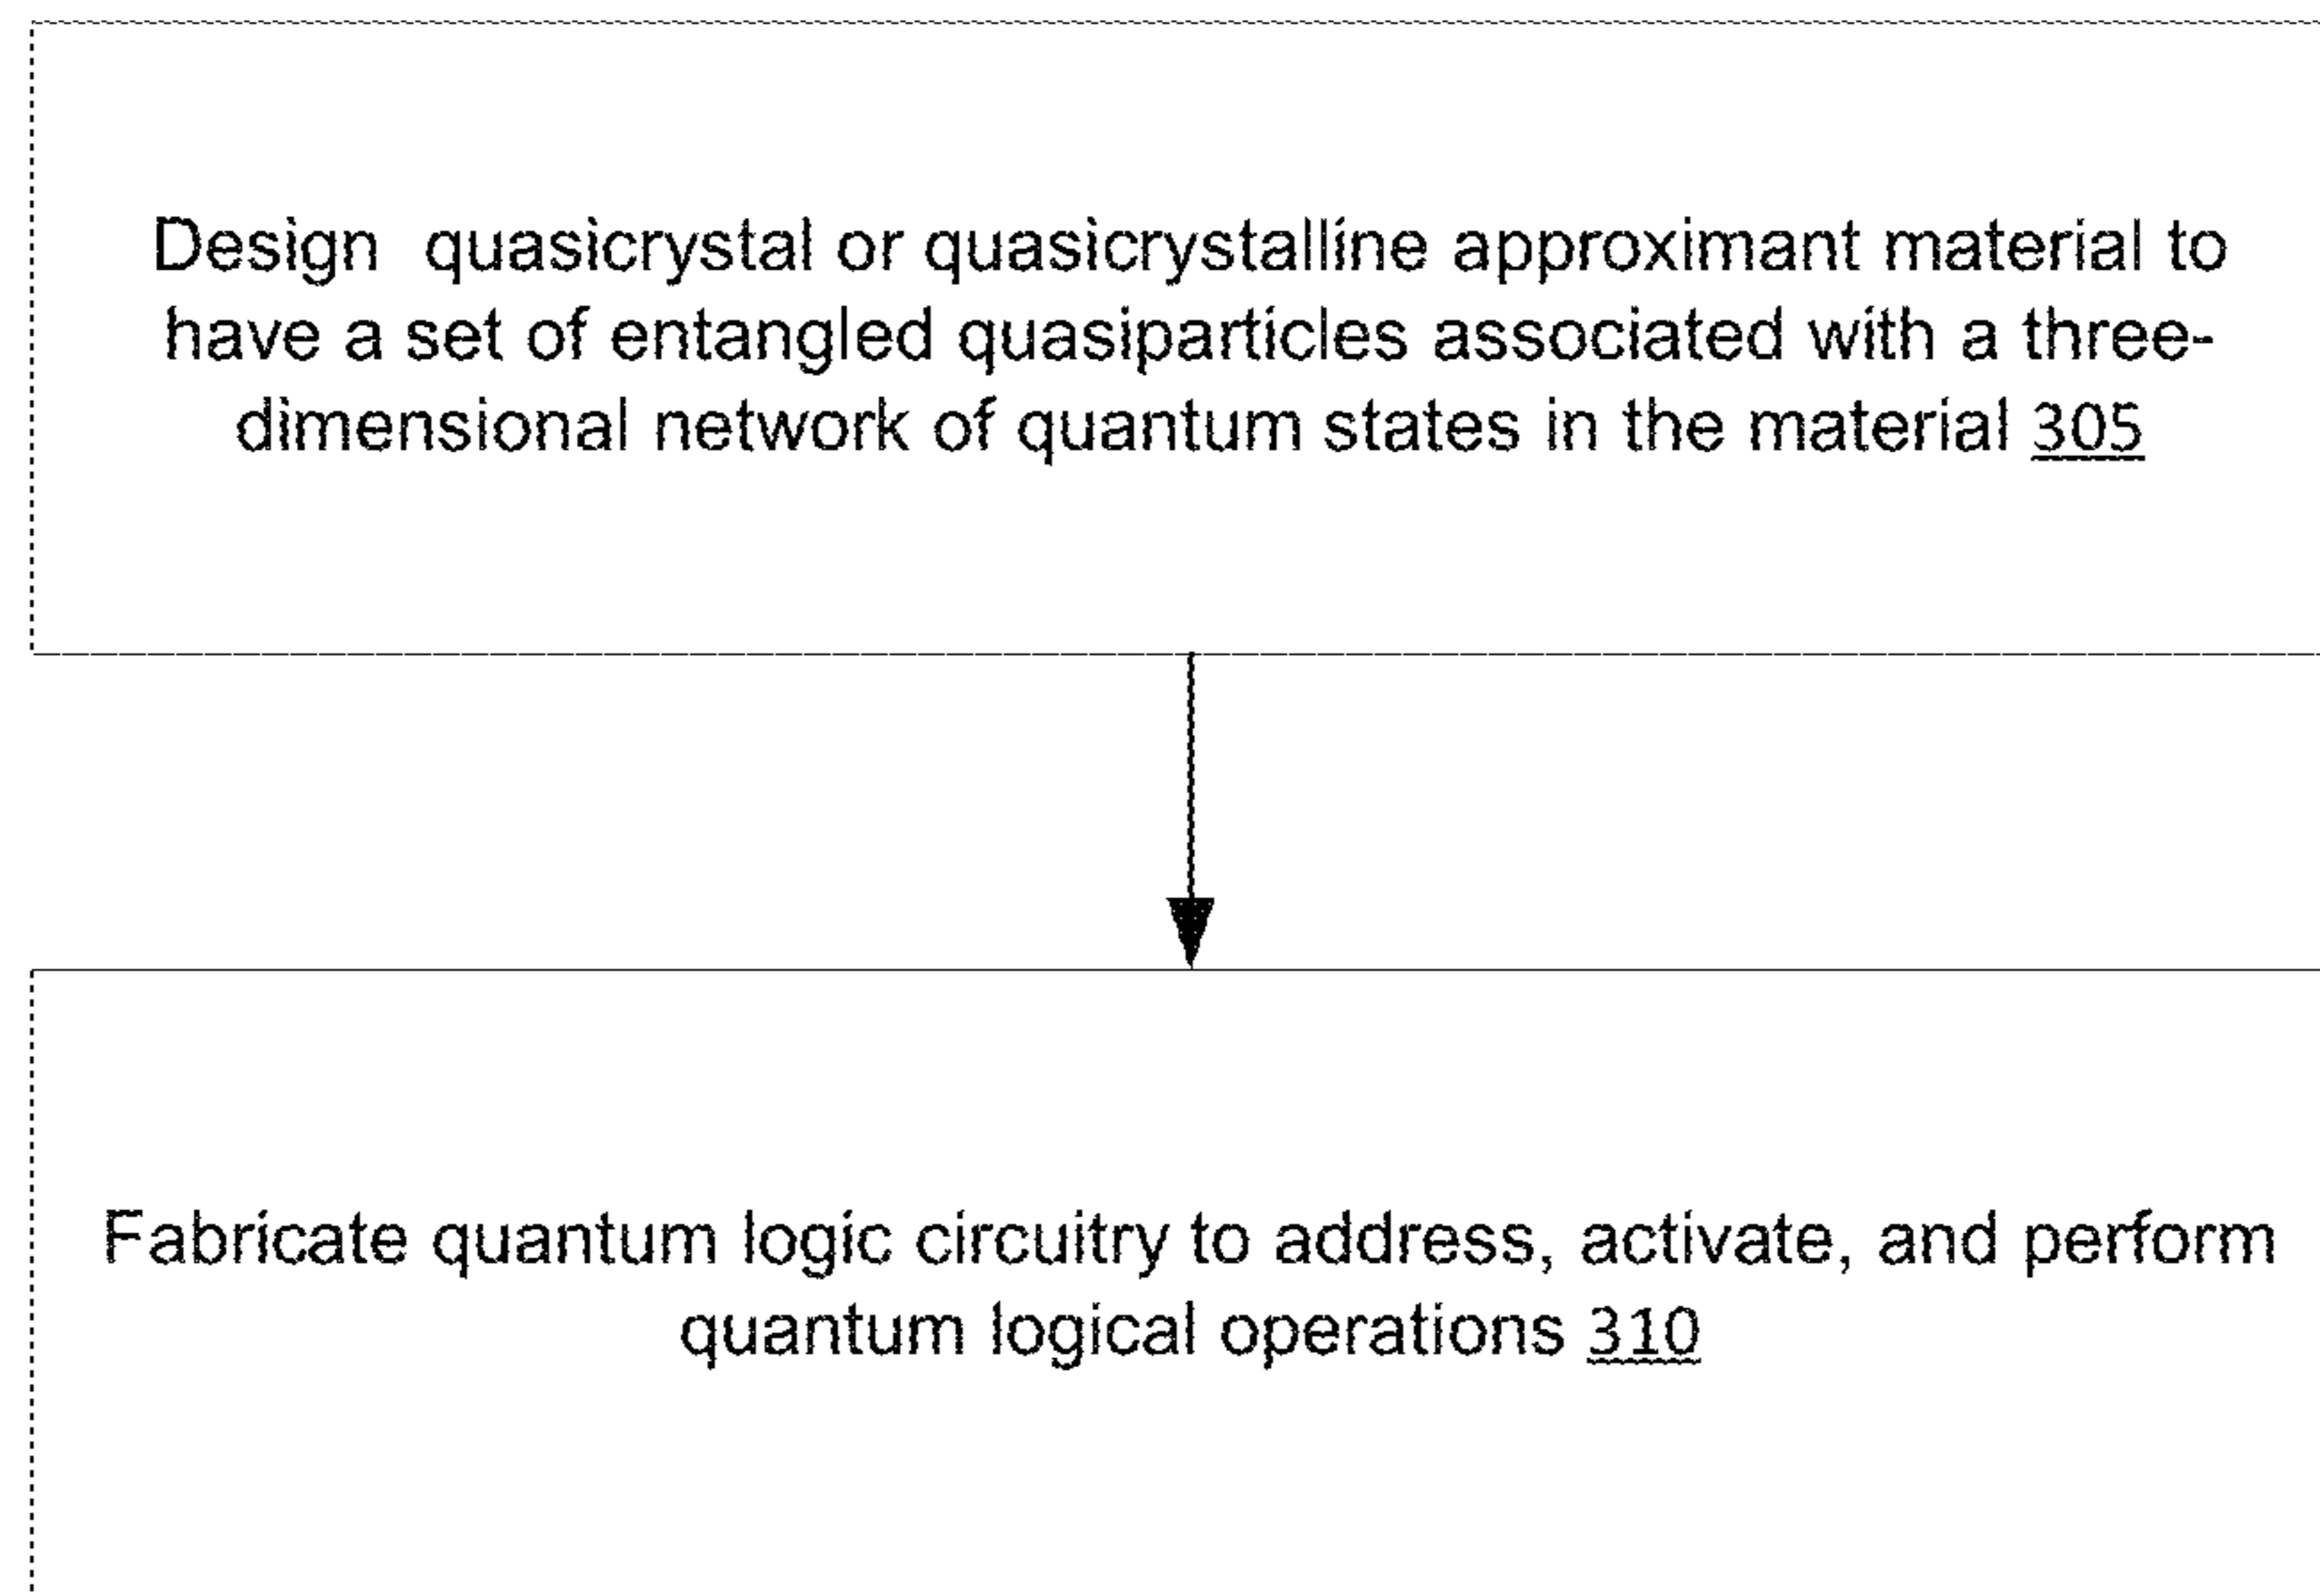 Design quasicrystal or quasicrystalline approximant material to
have a set of entangled quasiparticles associated with a three-
dimensional network of quantum states in the material 305
Fabricate quantum logic circuitry to address, activate, and perform
quantum logical operations 310